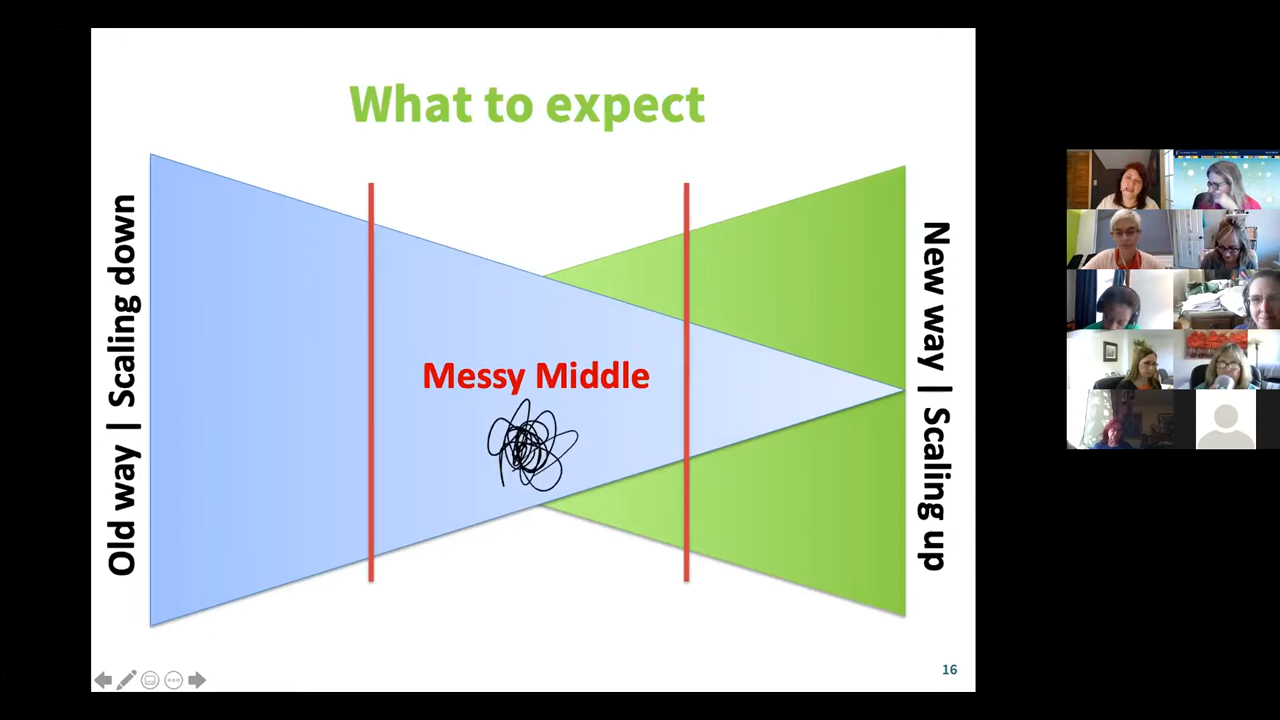 What to expect
Old way | Scaling down
Messy Middle
New way | Scaling up
16